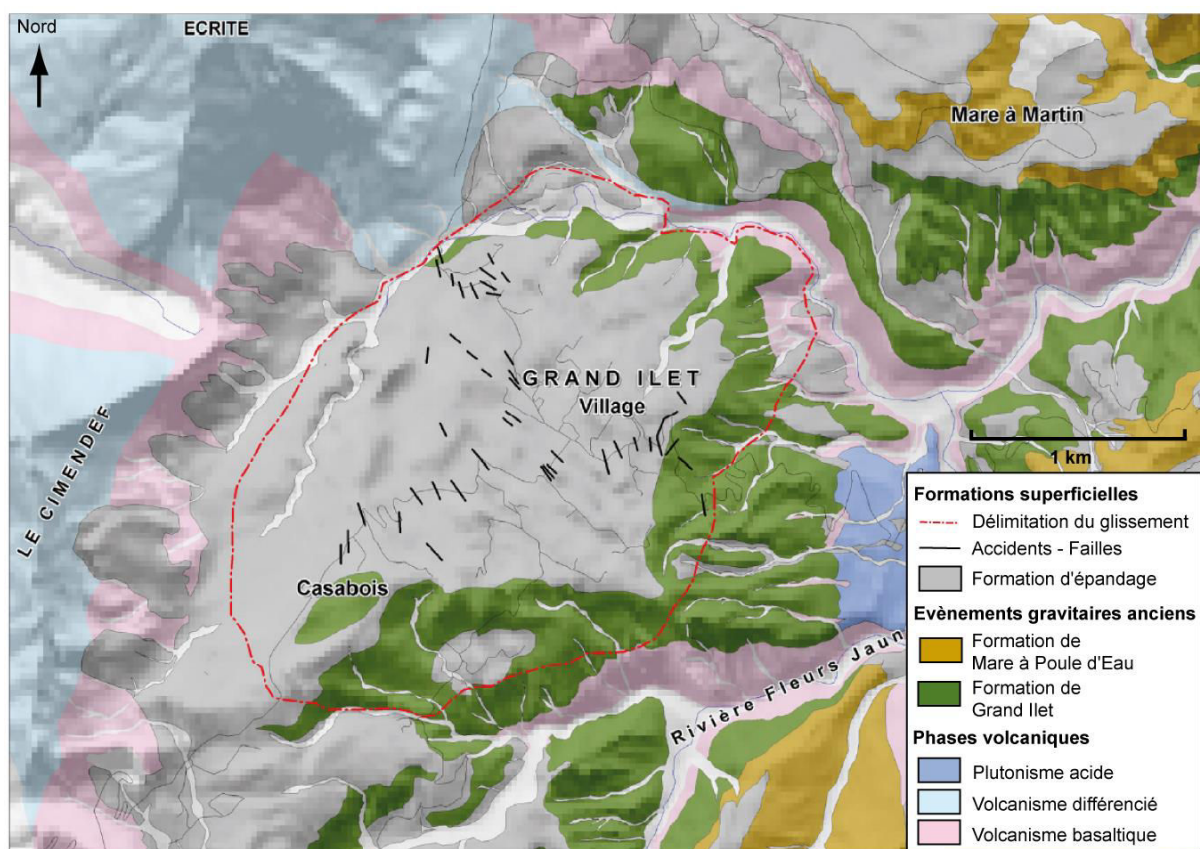 Nord
ECRITE
Mare à Martin
GRAND ILET
Village
LE CIMENDEF
Casabois
Rivière Fleurs Jaun
1 km
Formations superficielles
Délimitation du glissement
Accidents - Failles
Formation d'épandage
Evènements gravitaires anciens
Formation de
Mare à Poule d'Eau
Formation de
Grand Ilet
Phases volcaniques
Plutonisme acide
Volcanisme différencié
Volcanisme basaltique